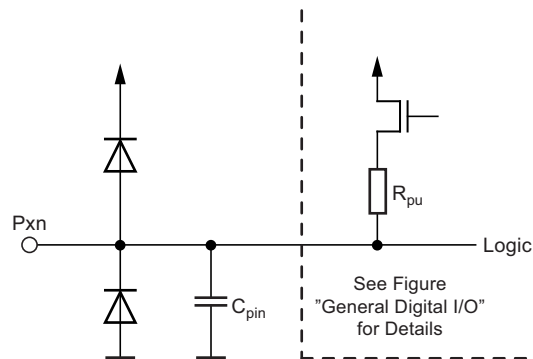 Pxn
R_pu
Logic
C_pin
See Figure
"General Digital I/O"
for Details